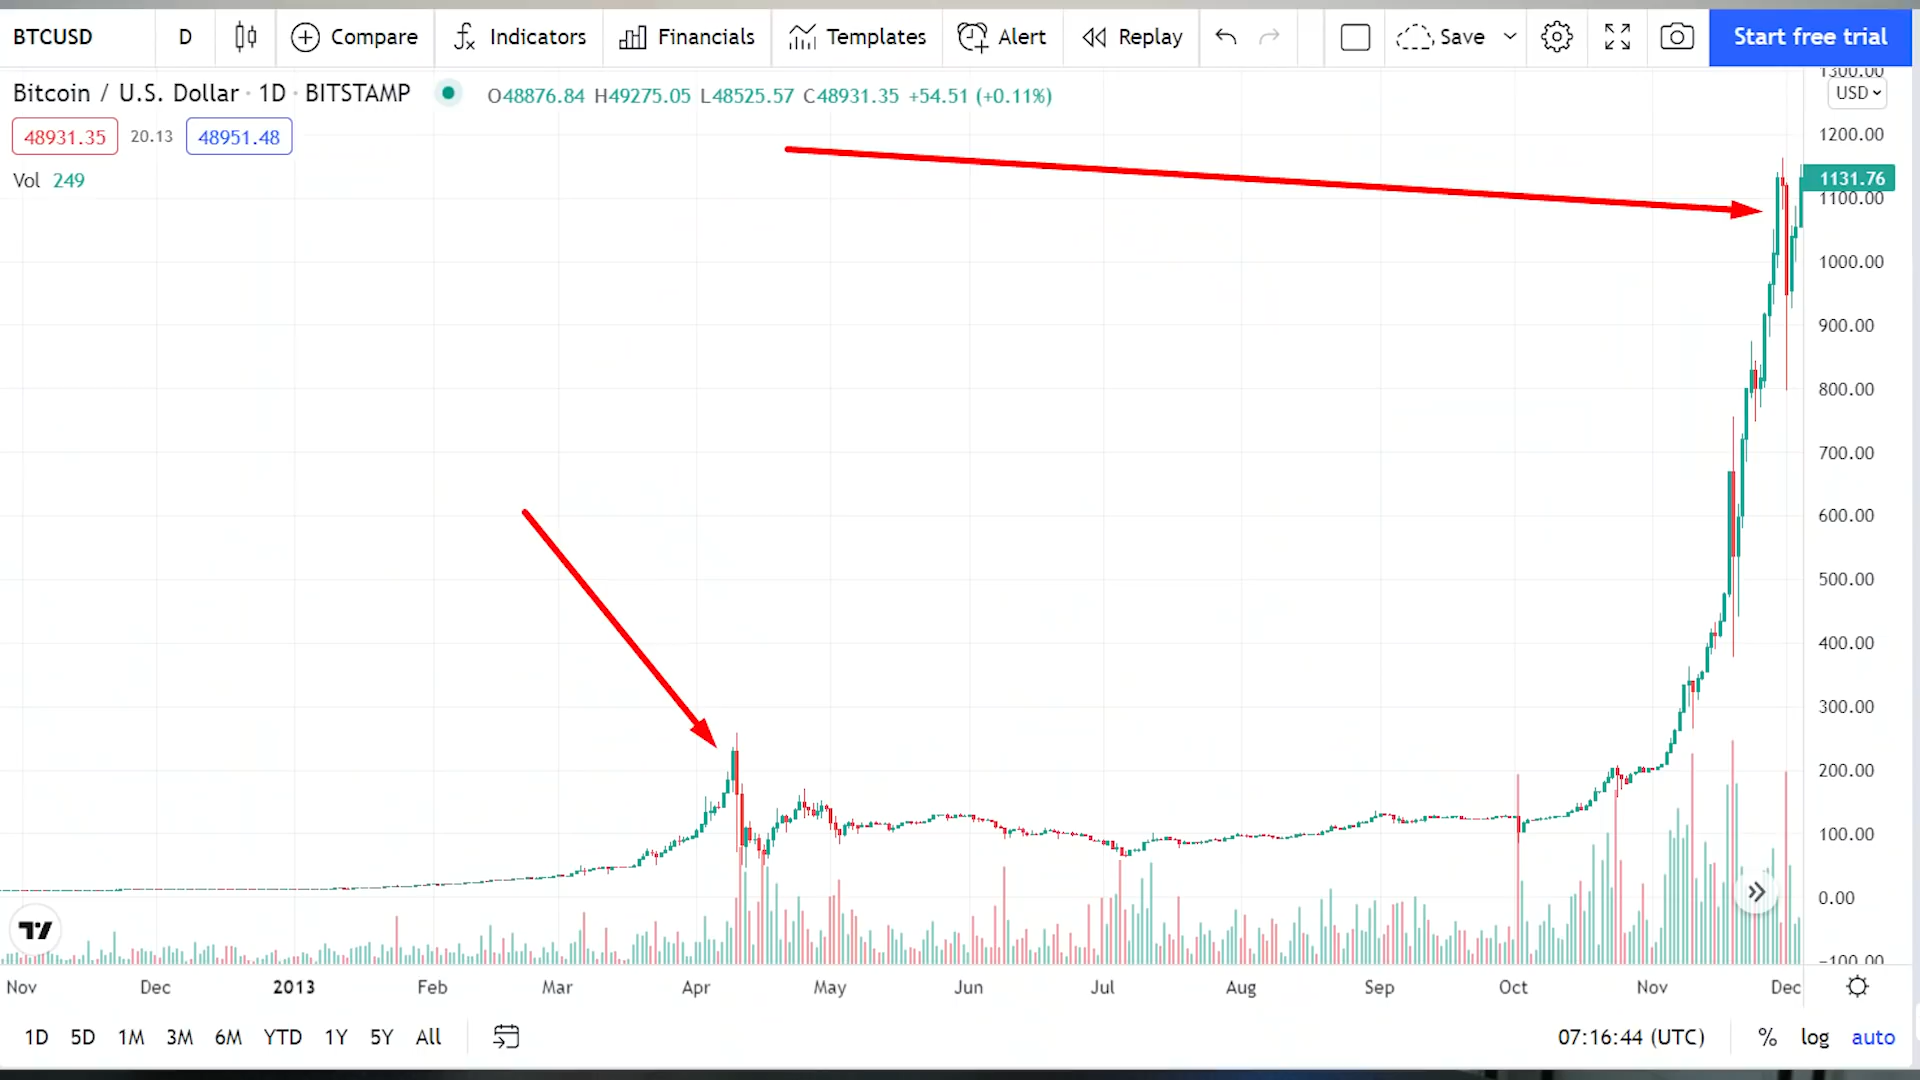 BTCUSD D Compare Indicators Financials Templates Alert Replay Save Start free trial
Bitcoin / U.S. Dollar · 1D · BITSTAMP O48876.84 H49275.05 L48525.57 C48931.35 +54.51 (+0.11%)
1300.00
USD
48931.35 20.13 48951.48
1200.00
Vol 249
1131.76
1100.00
1000.00
900.00
800.00
700.00
600.00
500.00
400.00
300.00
200.00
100.00
0.00
−100.00
Nov Dec 2013 Feb Mar Apr May Jun Jul Aug Sep Oct Nov Dec
1D 5D 1M 3M 6M YTD 1Y 5Y All 07:16:44 (UTC) % log auto